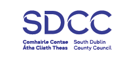 SDCC
Comhairle Contae
Átha Cliath Theas
South Dublin
County Council